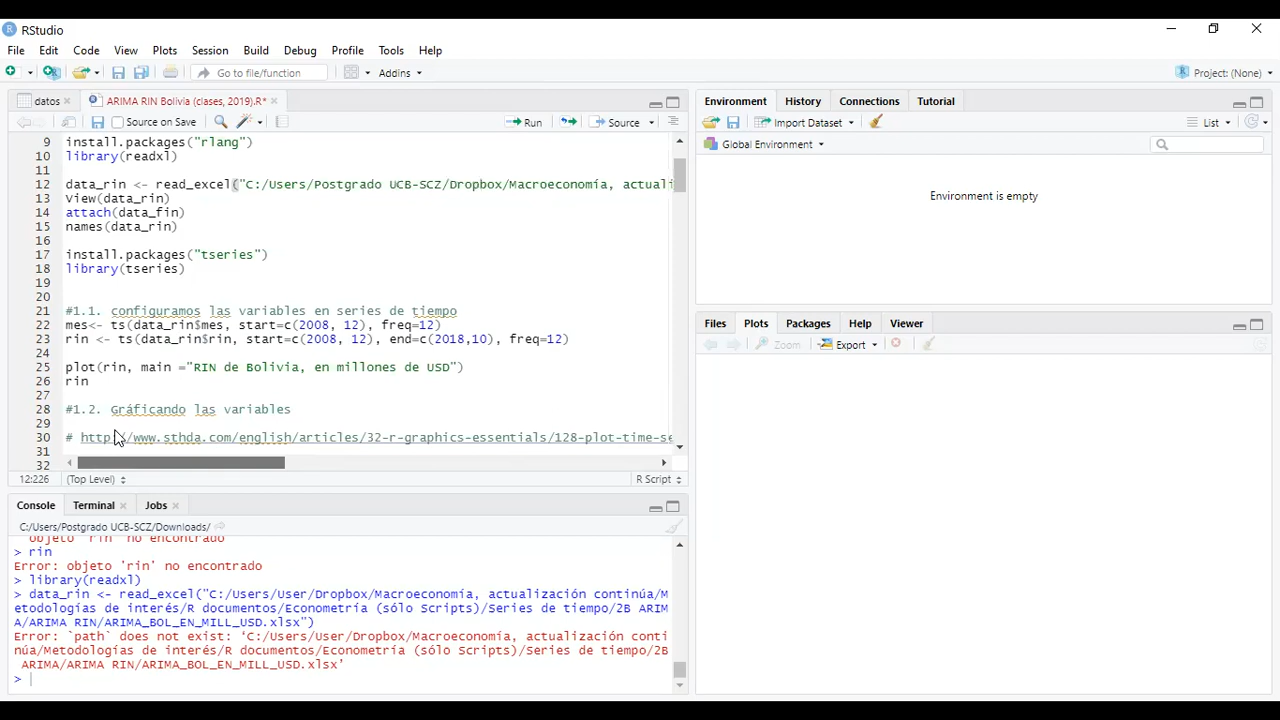 RStudio
File Edit Code View Plots Session Build Debug Profile Tools Help
Go to file/function Addins Project: (None)
datos ARIMA RIN Bolivia (clases, 2019).R*
Source on Save Run Source
9 install.packages("rlang")
10 library(readxl)
11
12 data_rin <- read_excel("C:/Users/Postgrado UCB-SCZ/Dropbox/Macroeconomía, actuali
13 View(data_rin)
14 attach(data_fin)
15 names(data_rin)
16
17 install.packages("tseries")
18 library(tseries)
19
20
21 #1.1. configuramos las variables en series de tiempo
22 mes<- ts(data_rin$mes, start=c(2008, 12), freq=12)
23 rin <- ts(data_rin$rin, start=c(2008, 12), end=c(2018,10), freq=12)
24
25 plot(rin, main ="RIN de Bolivia, en millones de USD")
26 rin
27
28 #1.2. Gráficando las variables
29
30 # http://www.sthda.com/english/articles/32-r-graphics-essentials/128-plot-time-se
31
32
12:226 (Top Level) R Script
Console Terminal Jobs
C:/Users/Postgrado UCB-SCZ/Downloads/
objeto 'rin' no encontrado
> rin
Error: objeto 'rin' no encontrado
> library(readxl)
> data_rin <- read_excel("C:/Users/User/Dropbox/Macroeconomía, actualización continúa/M
etodologías de interés/R documentos/Econometría (sólo Scripts)/Series de tiempo/2B ARIM
A/ARIMA RIN/ARIMA_BOL_EN_MILL_USD.xlsx")
Error: `path` does not exist: ‘C:/Users/User/Dropbox/Macroeconomía, actualización conti
núa/Metodologías de interés/R documentos/Econometría (sólo Scripts)/Series de tiempo/2B
ARIMA/ARIMA RIN/ARIMA_BOL_EN_MILL_USD.xlsx’
>
Environment History Connections Tutorial
Import Dataset List
Global Environment
Environment is empty
Files Plots Packages Help Viewer
Zoom Export